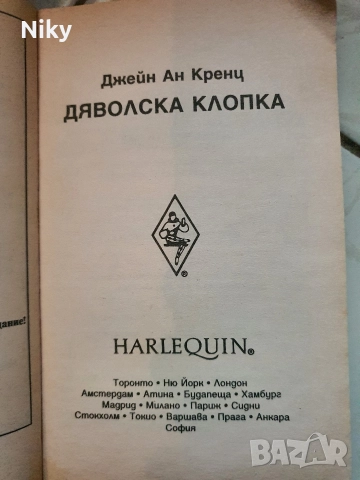 Niky
Джейн Ан Кренц
ДЯВОЛСКА КЛОПКА
®
HARLEQUIN®
Торонто • Ню Йорк • Лондон
Амстердам • Атина • Будапеща • Хамбург
Мадрид • Милано • Париж • Сидни
Стокхолм • Токио • Варшава • Прага • Анкара
София
BAZAR